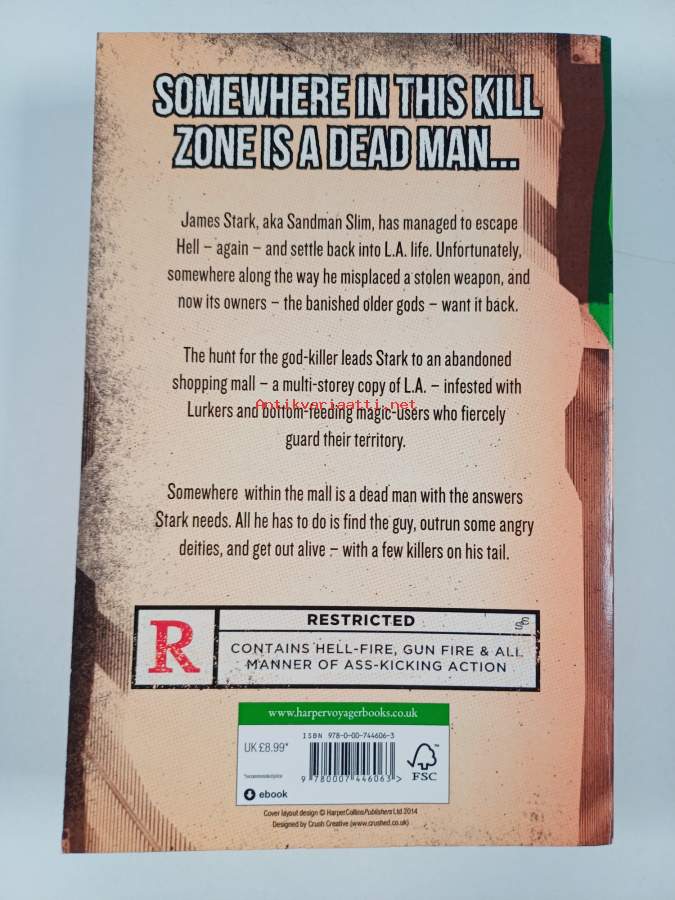 SOMEWHERE IN THIS KILL
ZONE IS A DEAD MAN...
James Stark, aka Sandman Slim, has managed to escape
Hell – again – and settle back into L.A. life. Unfortunately,
somewhere along the way he misplaced a stolen weapon, and
now its owners – the banished older gods – want it back.
The hunt for the god-killer leads Stark to an abandoned
shopping mall – a multi-storey copy of L.A. – infested with
Antikvariaatti.net
Lurkers and bottom-feeding magic-users who fiercely
guard their territory.
Somewhere within the mall is a dead man with the answers
Stark needs. All he has to do is find the guy, outrun some angry
deities, and get out alive – with a few killers on his tail.
R
RESTRICTED
CONTAINS HELL-FIRE, GUN FIRE & ALL
MANNER OF ASS-KICKING ACTION
www.harpervoyagerbooks.co.uk
ISBN 978-0-00-744606-3
UK £8.99*
*recommended price
9 780007 446063 >
FSC
ebook
Cover layout design © HarperCollinsPublishers Ltd 2014
Designed by Crush Creative (www.crushed.co.uk)